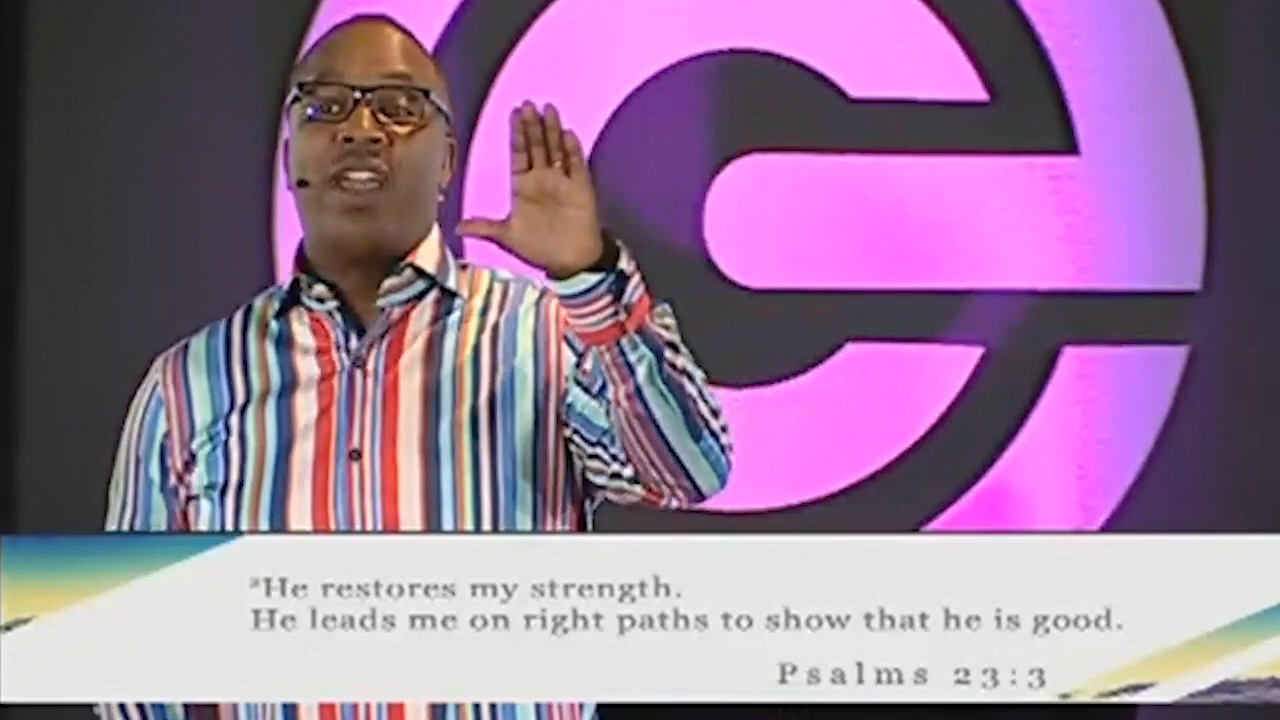 ³He restores my strength.
He leads me on right paths to show that he is good.
Psalms 23:3